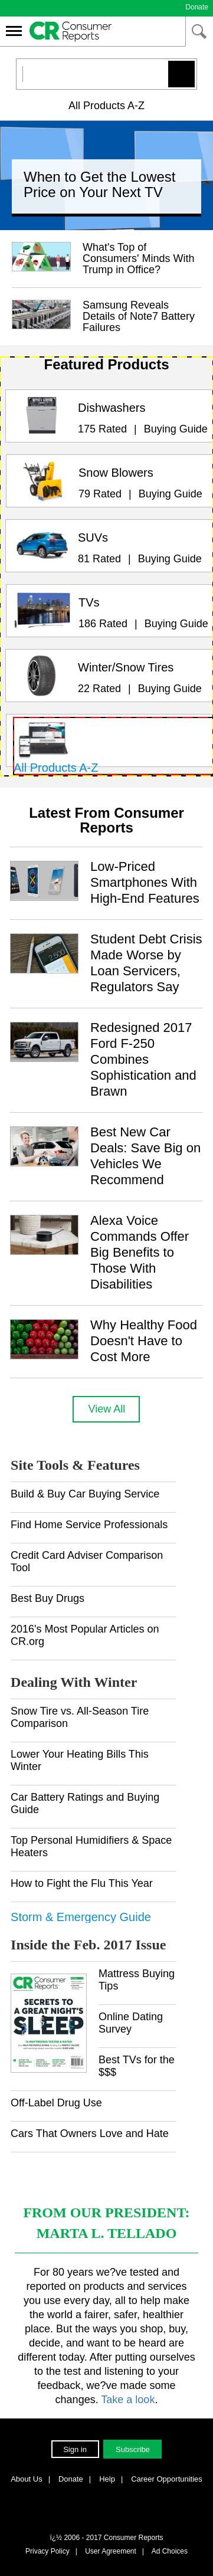 Donate
CR Consumer
Reports
All Products A-Z
When to Get the Lowest
Price on Your Next TV
What's Top of
Consumers' Minds With
Trump in Office?
Samsung Reveals
Details of Note7 Battery
Failures
Featured Products
Dishwashers
175 Rated | Buying Guide
Snow Blowers
79 Rated | Buying Guide
SUVs
81 Rated | Buying Guide
TVs
186 Rated | Buying Guide
Winter/Snow Tires
22 Rated | Buying Guide
All Products A-Z
Latest From Consumer
Reports
Low-Priced
Smartphones With
High-End Features
Student Debt Crisis
Made Worse by
Loan Servicers,
Regulators Say
Redesigned 2017
Ford F-250
Combines
Sophistication and
Brawn
Best New Car
Deals: Save Big on
Vehicles We
Recommend
Alexa Voice
Commands Offer
Big Benefits to
Those With
Disabilities
Why Healthy Food
Doesn't Have to
Cost More
View All
Site Tools & Features
Build & Buy Car Buying Service
Find Home Service Professionals
Credit Card Adviser Comparison
Tool
Best Buy Drugs
2016's Most Popular Articles on
CR.org
Dealing With Winter
Snow Tire vs. All-Season Tire
Comparison
Lower Your Heating Bills This
Winter
Car Battery Ratings and Buying
Guide
Top Personal Humidifiers & Space
Heaters
How to Fight the Flu This Year
Storm & Emergency Guide
Inside the Feb. 2017 Issue
CR Consumer
Reports
SECRETS TO
A GREAT NIGHT'S
SLEEP
Mattress Buying
Tips
Online Dating
Survey
Best TVs for the
$$$
Off-Label Drug Use
Cars That Owners Love and Hate
FROM OUR PRESIDENT:
MARTA L. TELLADO
For 80 years we?ve tested and
reported on products and services
you use every day, all to help make
the world a fairer, safer, healthier
place. But the ways you shop, buy,
decide, and want to be heard are
different today. After putting ourselves
to the test and listening to your
feedback, we?ve made some
changes. Take a look.
Sign in
Subscribe
About Us | Donate | Help | Career Opportunities
ï¿½ 2006 - 2017 Consumer Reports
Privacy Policy | User Agreement | Ad Choices